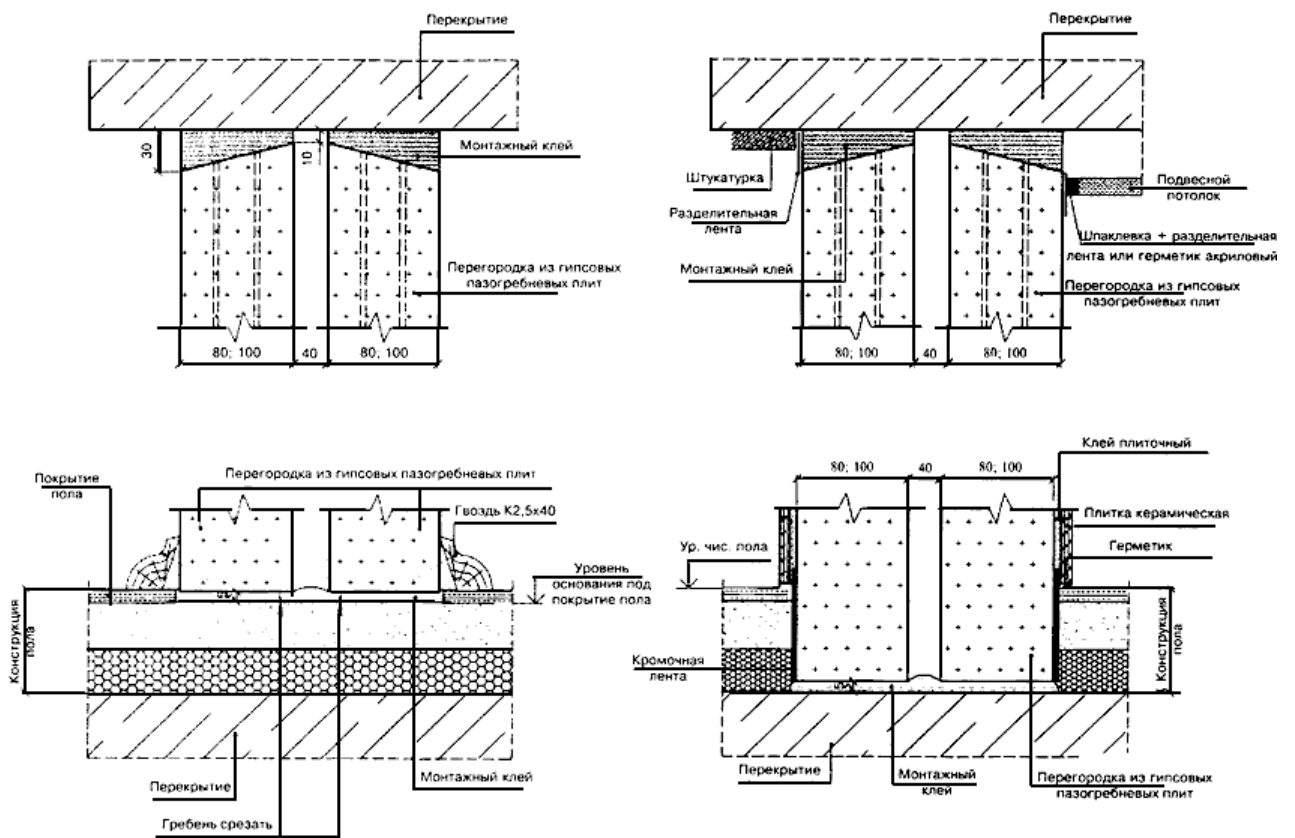 Перекрытие
30
10
Монтажный клей
Перегородка из гипсовых
пазогребневых плит
80; 100
40
80; 100
Перекрытие
Штукатурка
Разделительная
лента
Монтажный клей
Подвесной
потолок
Шпаклевка + разделительная
лента или герметик акриловый
Перегородка из гипсовых
пазогребневых плит
80; 100
40
80; 100
Покрытие
пола
Перегородка из гипсовых пазогребневых плит
Гвоздь К2,5х40
Уровень
основания под
покрытие пола
Конструкция
пола
Перекрытие
Монтажный клей
Гребень срезать
80; 100
40
80; 100
Клей плиточный
Плитка керамическая
Герметик
Ур. чис. пола
Кромочная
лента
Конструкция
пола
Перекрытие
Монтажный
клей
Перегородка из гипсовых
пазогребневых плит